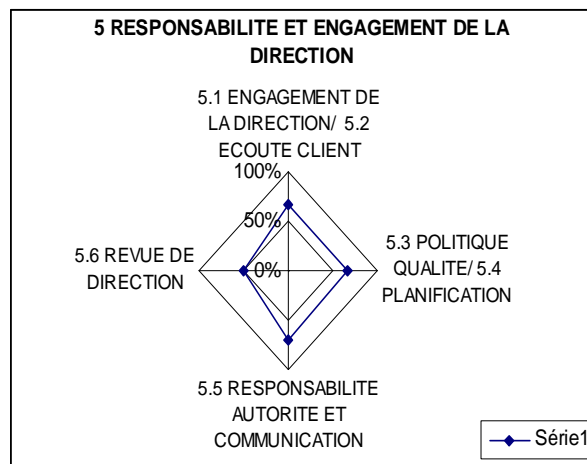 5 RESPONSABILITE ET ENGAGEMENT DE LA
DIRECTION
5.1 ENGAGEMENT DE
LA DIRECTION/ 5.2
ECOUTE CLIENT
100%
50%
0%
5.3 POLITIQUE
QUALITE/ 5.4
PLANIFICATION
5.6 REVUE DE
DIRECTION
5.5 RESPONSABILITE
AUTORITE ET
COMMUNICATION
Série1